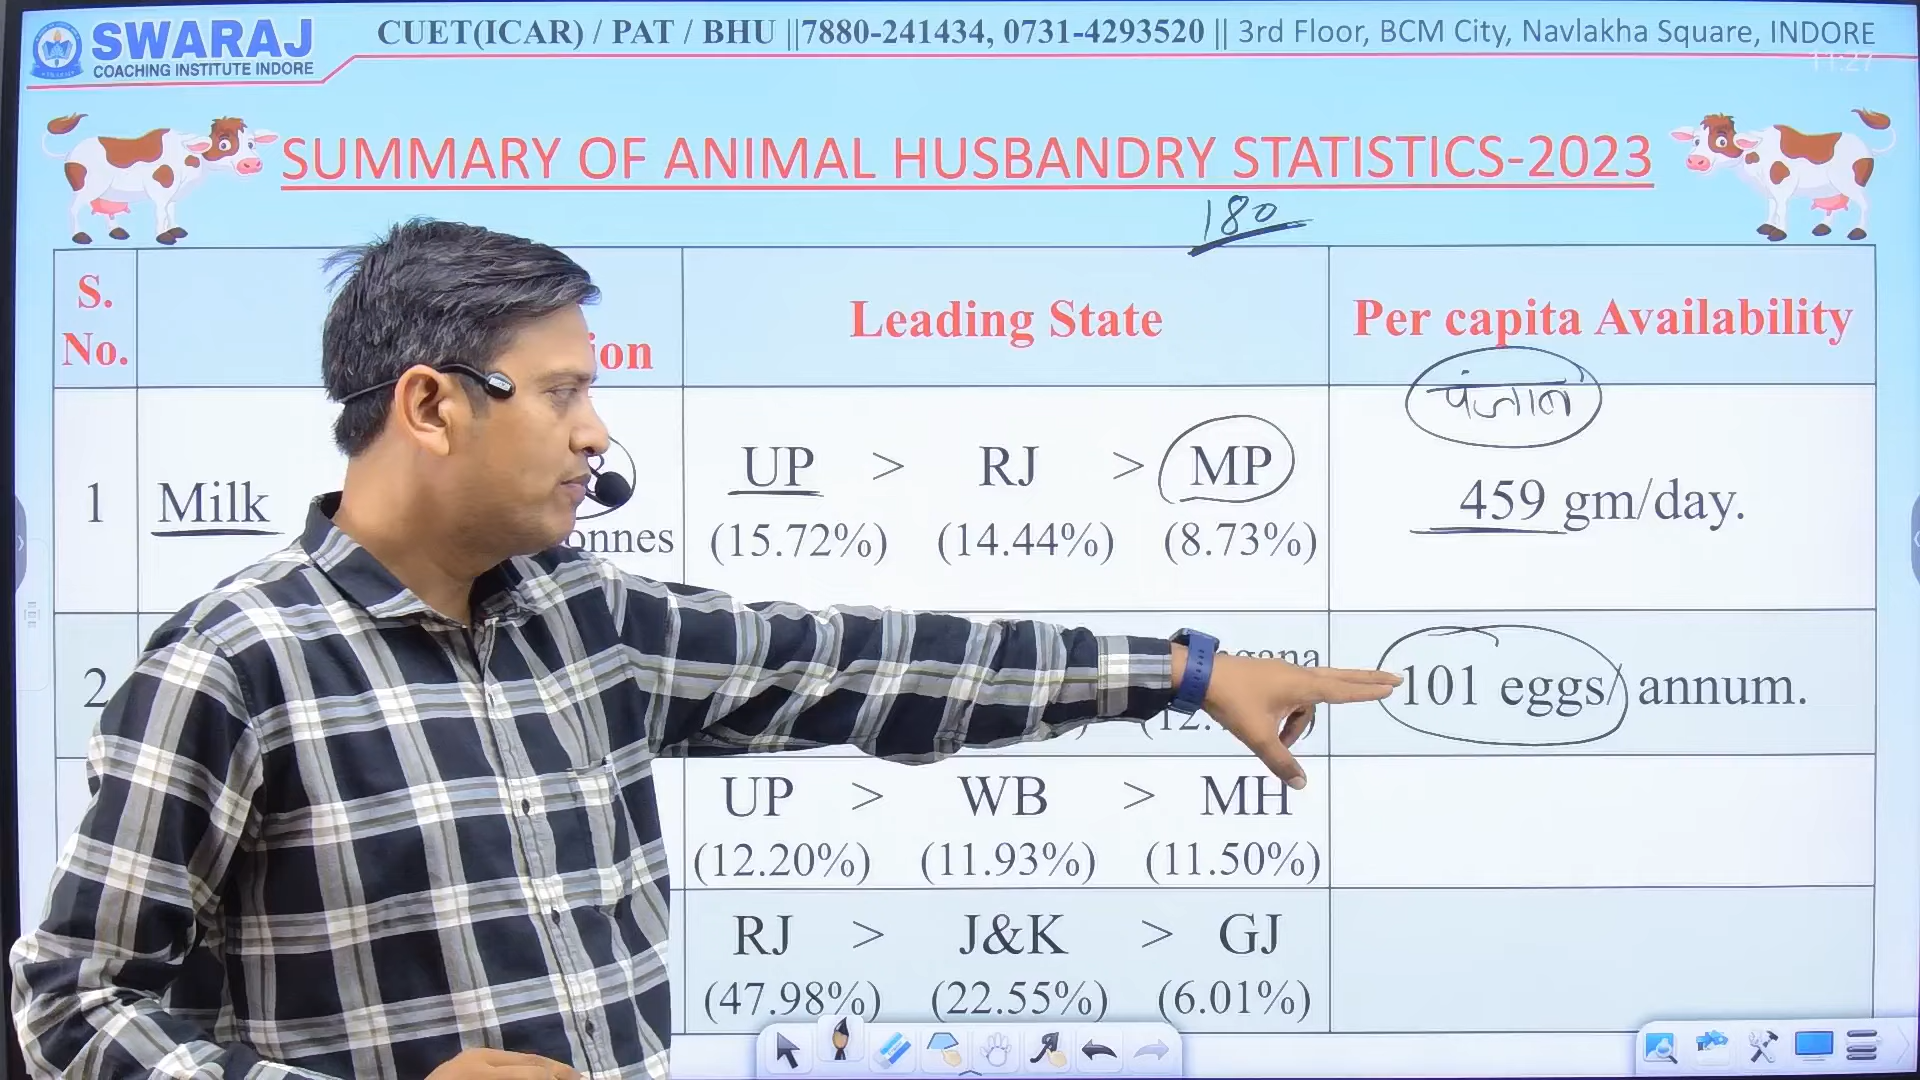 SWARAJ
COACHING INSTITUTE INDORE
CUET(ICAR) / PAT / BHU ||7880-241434, 0731-4293520 || 3rd Floor, BCM City, Navlakha Square, INDORE
11:27
SUMMARY OF ANIMAL HUSBANDRY STATISTICS-2023
180
S. No.
Leading State
Per capita Availability
पंजाब
1
Milk
UP > RJ > MP
(15.72%) (14.44%) (8.73%)
459 gm/day.
2
101 eggs/ annum.
UP > WB > MH
(12.20%) (11.93%) (11.50%)
RJ > J&K > GJ
(47.98%) (22.55%) (6.01%)